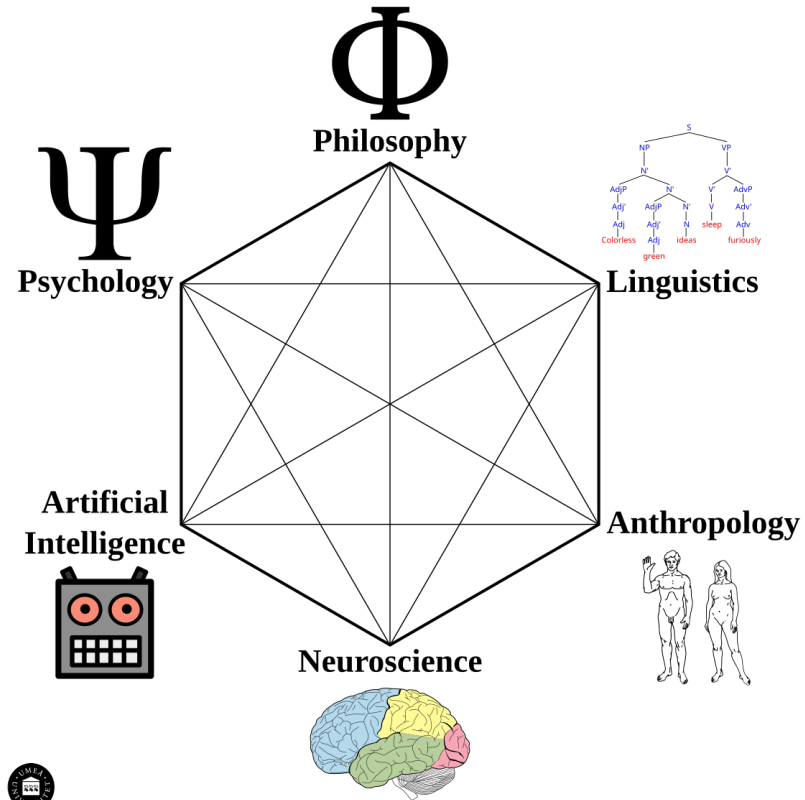 Φ
Philosophy
Ψ
Psychology
S
NP VP
N' V'
AdjP N' V' AdvP
Adj' AdjP N' V Adv'
Adj Adj' N sleep Adv
Colorless Adj ideas furiously
green
Linguistics
Artificial
Intelligence
Anthropology
Neuroscience
UMEÅ